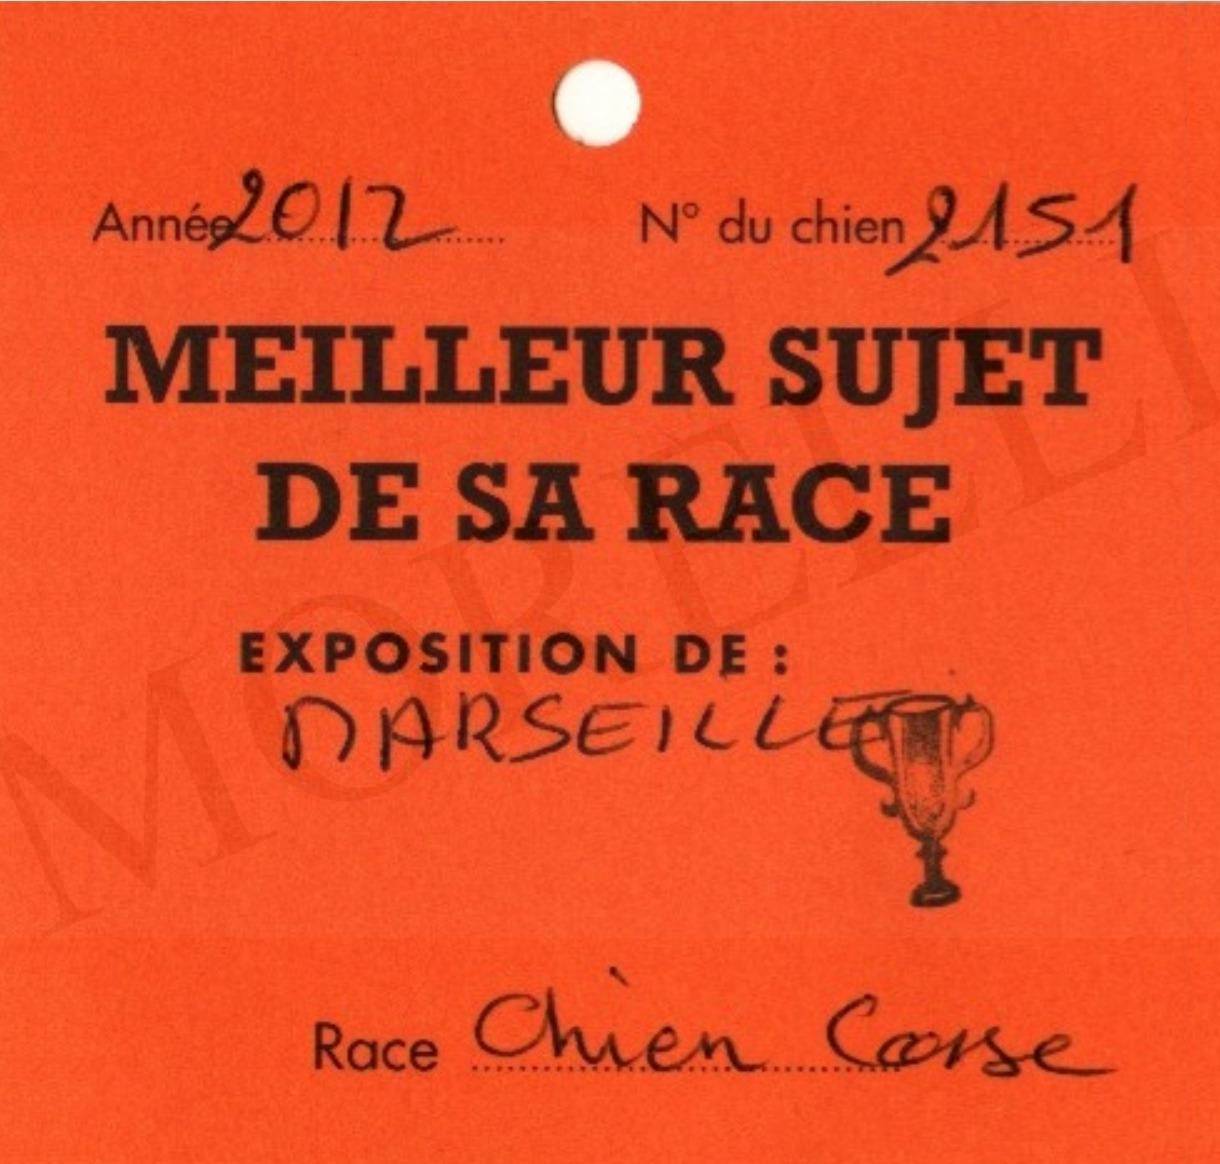 Année 2012 N° du chien 2151
MEILLEUR SUJET
DE SA RACE
EXPOSITION DE :
MARSEILLE
Race Chien Corse
MORELLI